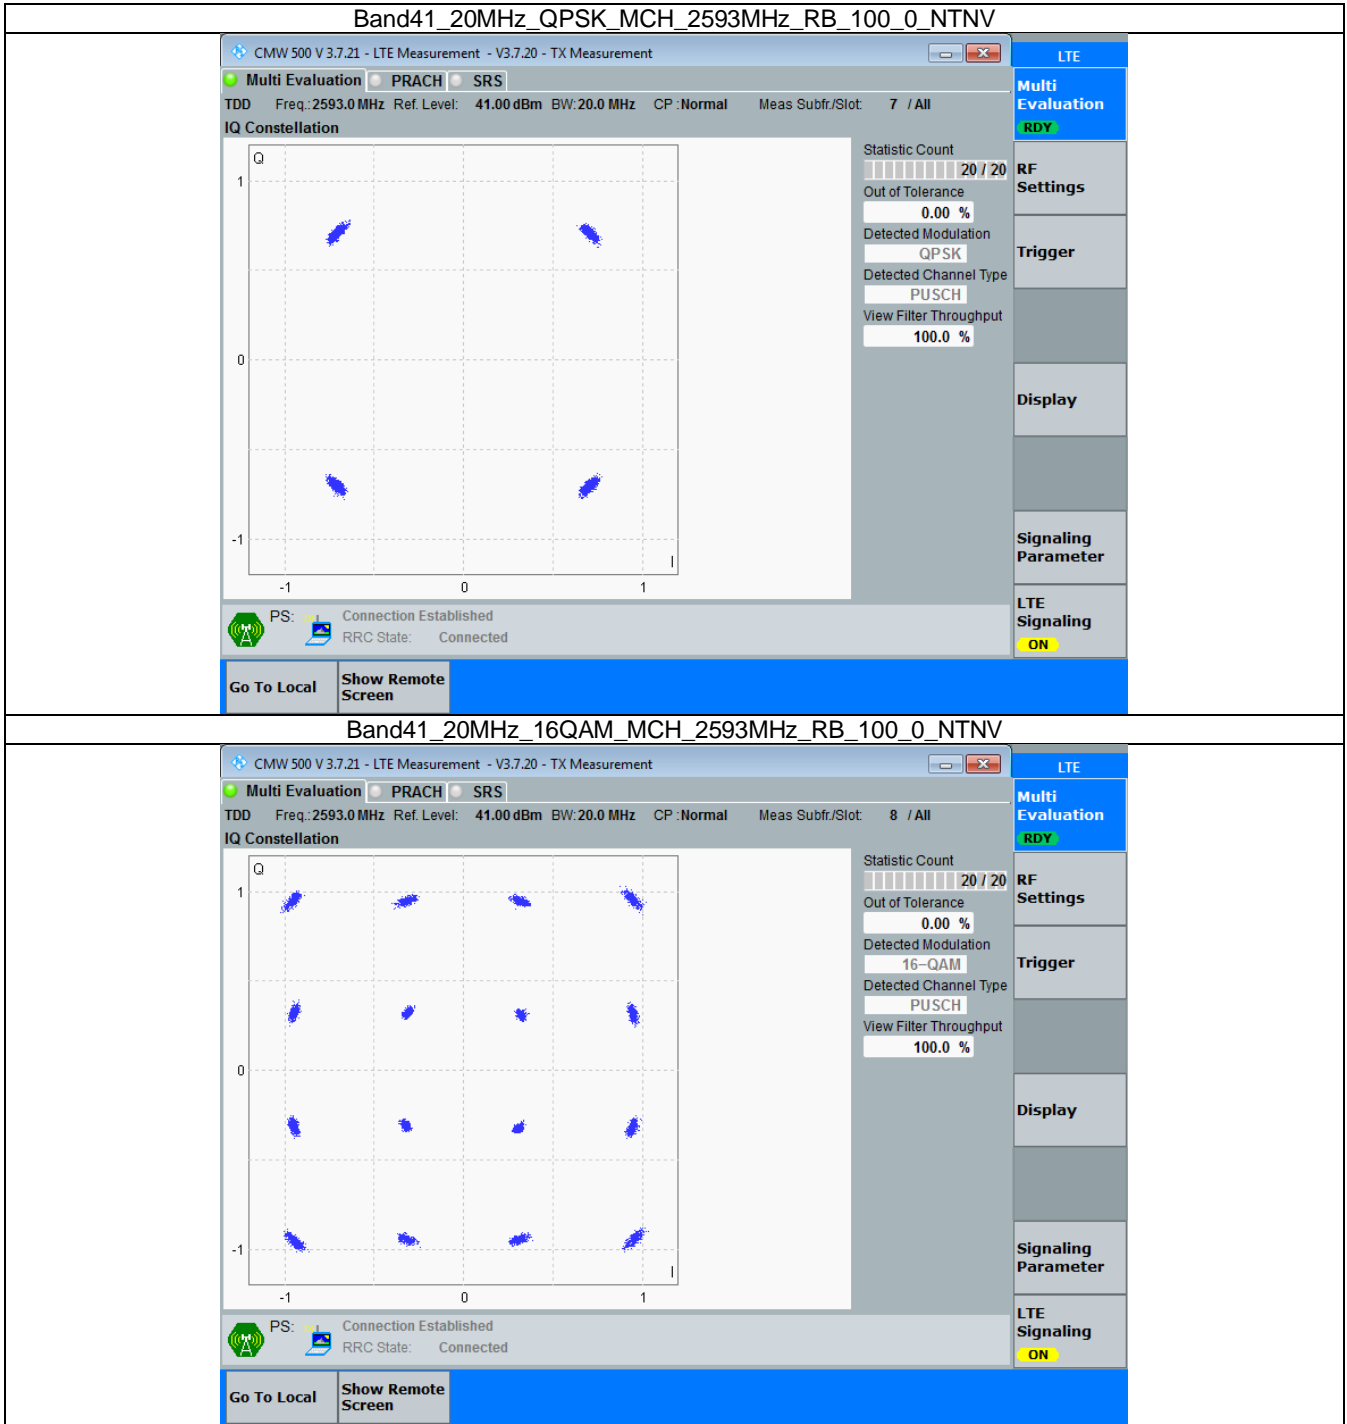 Band41_20MHz_QPSK_MCH_2593MHz_RB_100_0_NTNV
CMW 500 V 3.7.21 - LTE Measurement - V3.7.20 - TX Measurement
LTE
Multi Evaluation PRACH SRS
TDD Freq.: 2593.0 MHz Ref. Level: 41.00 dBm BW: 20.0 MHz CP : Normal Meas Subfr./Slot: 7 / All
IQ Constellation
Q
1
0
-1
I
-1 0 1
Statistic Count
20 / 20
Out of Tolerance
0.00 %
Detected Modulation
QPSK
Detected Channel Type
PUSCH
View Filter Throughput
100.0 %
Multi
Evaluation
RDY
RF
Settings
Trigger
Display
Signaling
Parameter
LTE
Signaling
ON
PS: Connection Established
RRC State: Connected
Go To Local
Show Remote
Screen
Band41_20MHz_16QAM_MCH_2593MHz_RB_100_0_NTNV
CMW 500 V 3.7.21 - LTE Measurement - V3.7.20 - TX Measurement
LTE
Multi Evaluation PRACH SRS
TDD Freq.: 2593.0 MHz Ref. Level: 41.00 dBm BW: 20.0 MHz CP : Normal Meas Subfr./Slot: 8 / All
IQ Constellation
Q
1
0
-1
I
-1 0 1
Statistic Count
20 / 20
Out of Tolerance
0.00 %
Detected Modulation
16-QAM
Detected Channel Type
PUSCH
View Filter Throughput
100.0 %
Multi
Evaluation
RDY
RF
Settings
Trigger
Display
Signaling
Parameter
LTE
Signaling
ON
PS: Connection Established
RRC State: Connected
Go To Local
Show Remote
Screen